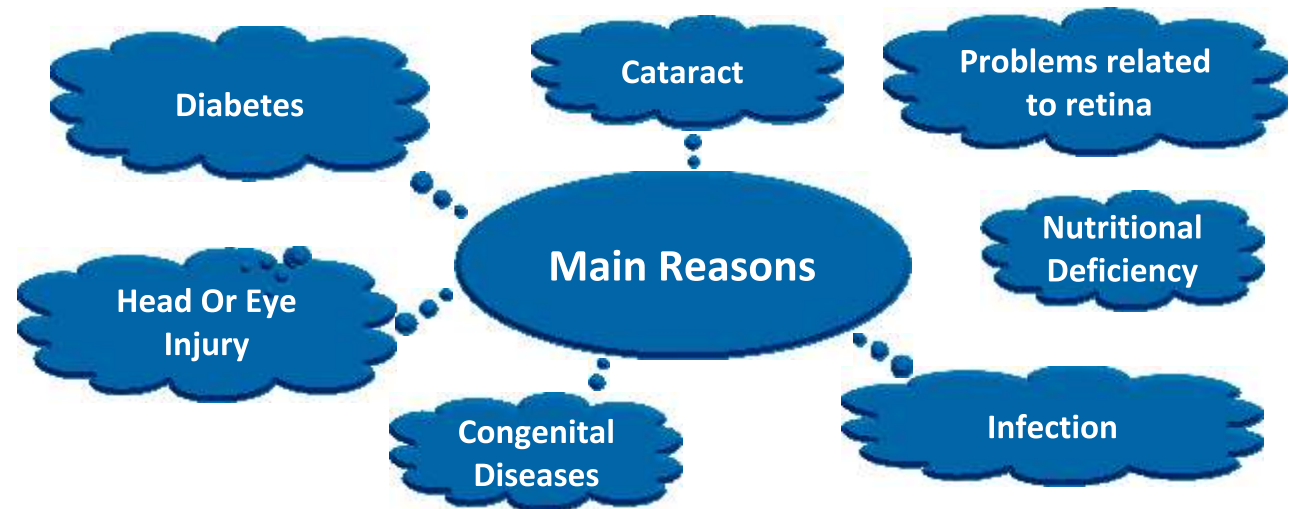 Diabetes
Cataract
Problems related
to retina
Main Reasons
Nutritional
Deficiency
Head Or Eye
Injury
Congenital
Diseases
Infection